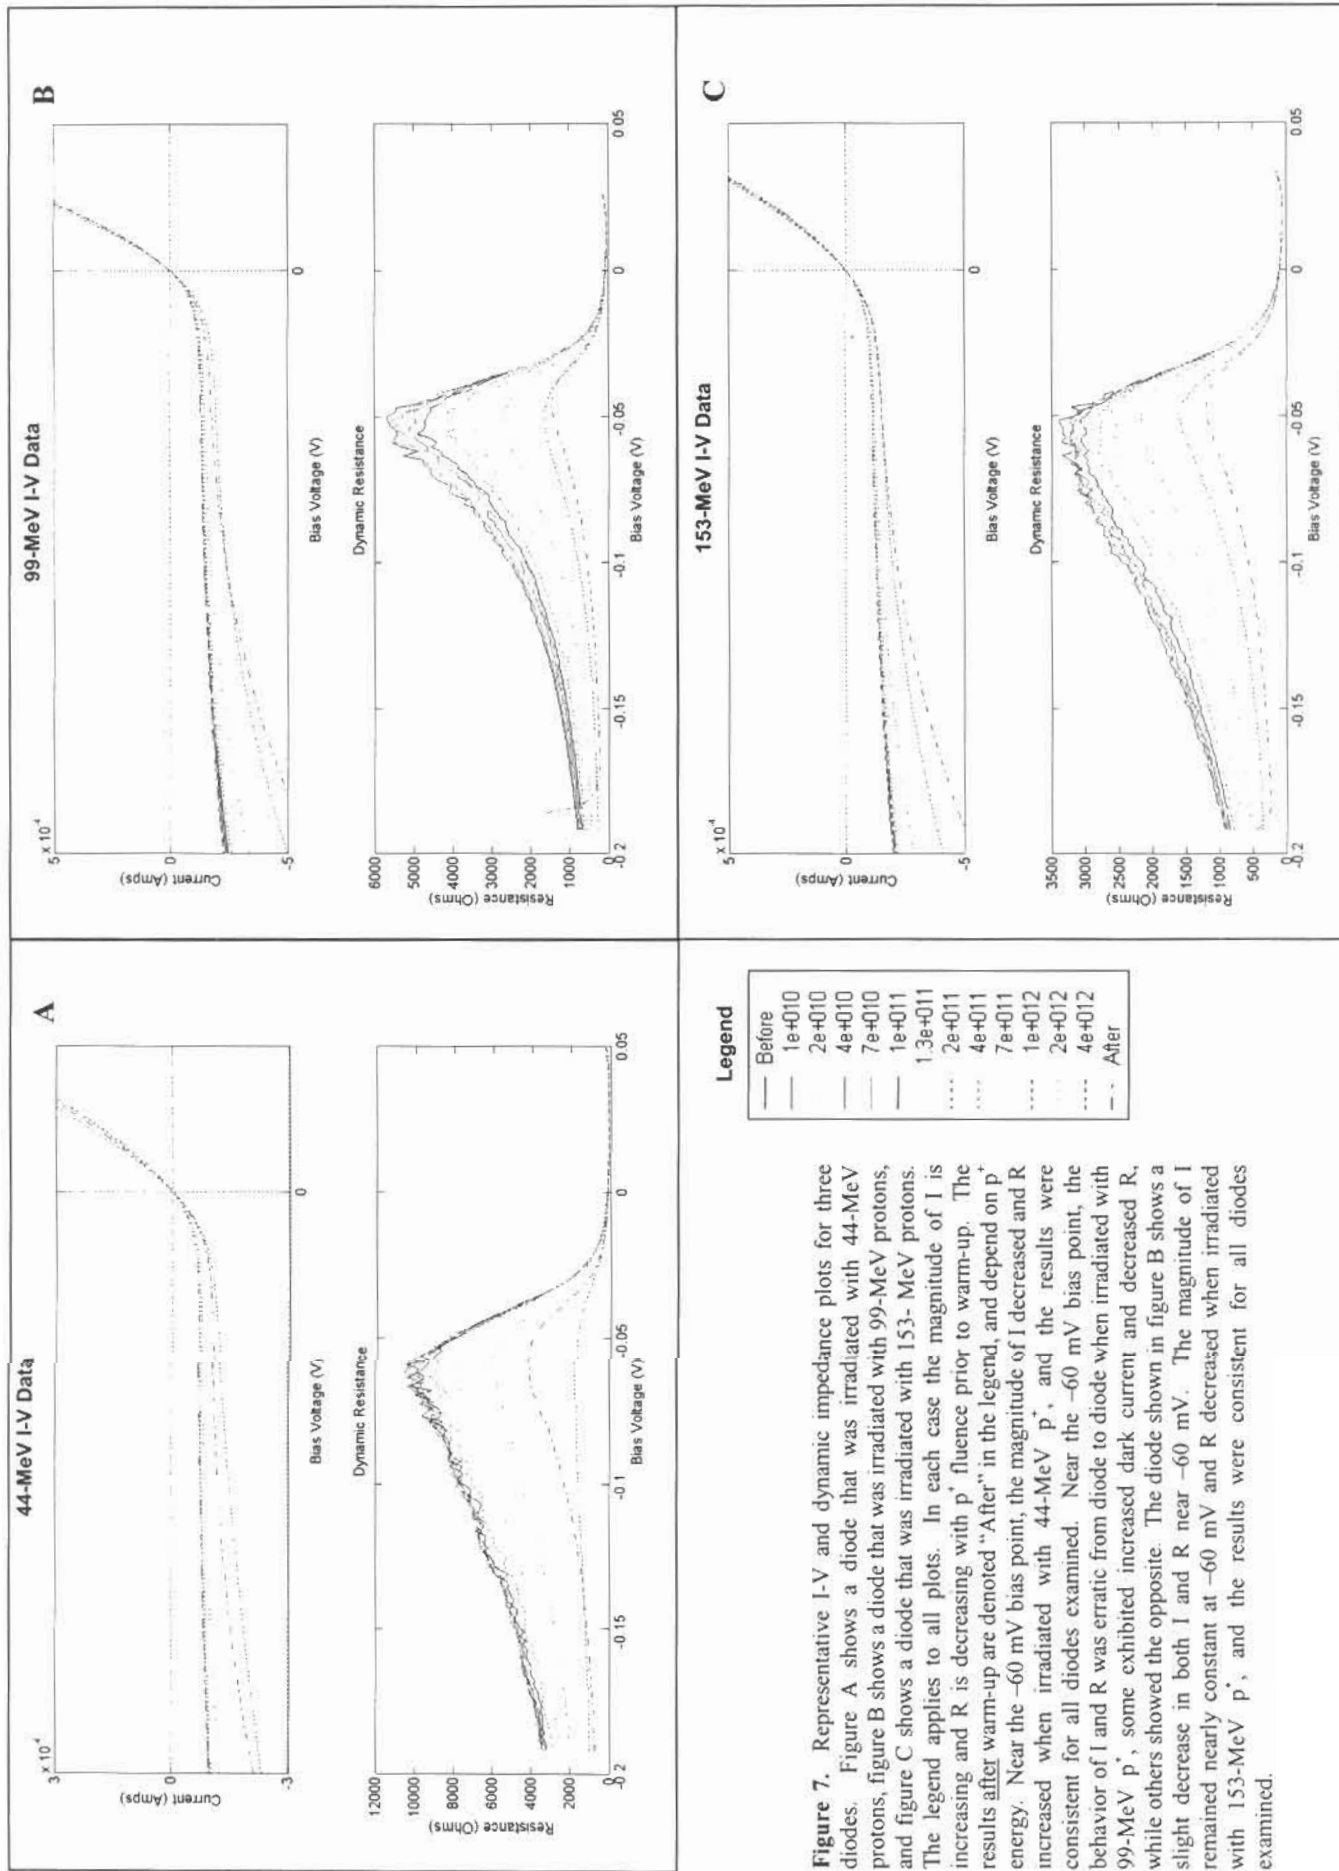 44-MeV I-V Data
A
x 10-4
3
0
-3
Current (Amps)
0
Bias Voltage (V)
Dynamic Resistance
12000
10000
8000
6000
4000
2000
0
Resistance (Ohms)
-0.2
-0.15
-0.1
-0.05
0
0.05
Bias Voltage (V)
99-MeV I-V Data
B
x 10-4
5
0
-5
Current (Amps)
0
Bias Voltage (V)
Dynamic Resistance
6000
5000
4000
3000
2000
1000
0
Resistance (Ohms)
-0.2
-0.15
-0.1
-0.05
0
0.05
Bias Voltage (V)
Legend
Before
1e+010
2e+010
4e+010
7e+010
1e+011
1.3e+011
2e+011
4e+011
7e+011
1e+012
2e+012
4e+012
After
Figure 7. Representative I-V and dynamic impedance plots for three
diodes. Figure A shows a diode that was irradiated with 44-MeV
protons, figure B shows a diode that was irradiated with 99-MeV protons,
and figure C shows a diode that was irradiated with 153- MeV protons.
The legend applies to all plots. In each case the magnitude of I is
increasing and R is decreasing with p+ fluence prior to warm-up. The
results after warm-up are denoted "After" in the legend, and depend on p+
energy. Near the –60 mV bias point, the magnitude of I decreased and R
increased when irradiated with 44-MeV p+, and the results were
consistent for all diodes examined. Near the –60 mV bias point, the
behavior of I and R was erratic from diode to diode when irradiated with
99-MeV p+, some exhibited increased dark current and decreased R,
while others showed the opposite. The diode shown in figure B shows a
slight decrease in both I and R near –60 mV. The magnitude of I
remained nearly constant at –60 mV and R decreased when irradiated
with 153-MeV p+, and the results were consistent for all diodes
examined.
153-MeV I-V Data
C
x 10-4
5
0
-5
Current (Amps)
0
Bias Voltage (V)
Dynamic Resistance
3500
3000
2500
2000
1500
1000
500
0
Resistance (Ohms)
-0.2
-0.15
-0.1
-0.05
0
0.05
Bias Voltage (V)